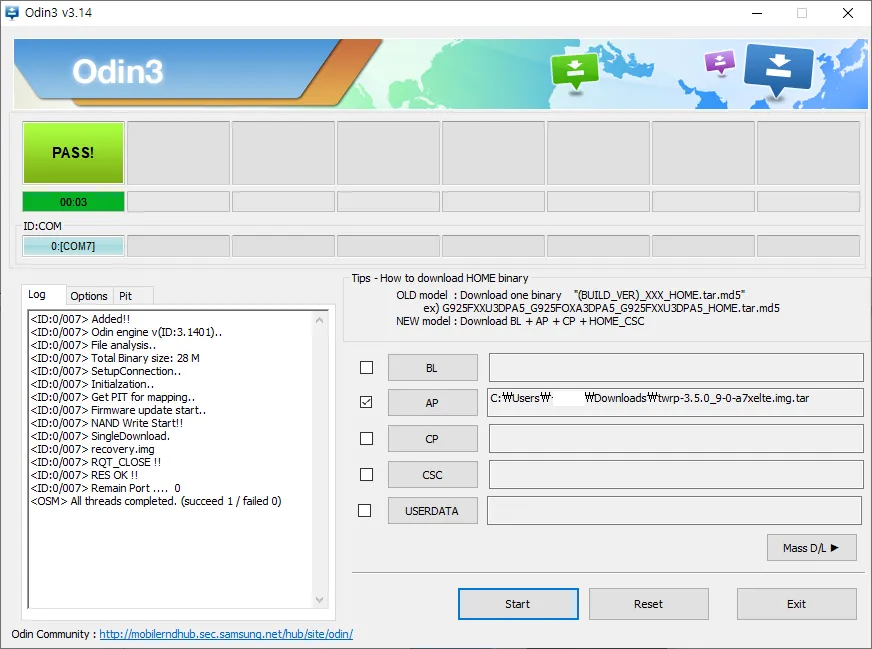 Odin3 v3.14
Odin3
PASS!
00:03
ID:COM
0:[COM7]
Log
Options
Pit
<ID:0/007> Added!!
<ID:0/007> Odin engine v(ID:3.1401)..
<ID:0/007> File analysis..
<ID:0/007> Total Binary size: 28 M
<ID:0/007> SetupConnection..
<ID:0/007> Initialzation..
<ID:0/007> Get PIT for mapping..
<ID:0/007> Firmware update start..
<ID:0/007> NAND Write Start!!
<ID:0/007> SingleDownload.
<ID:0/007> recovery.img
<ID:0/007> RQT_CLOSE !!
<ID:0/007> RES OK !!
<ID:0/007> Remain Port .... 0
<OSM> All threads completed. (succeed 1 / failed 0)
Tips - How to download HOME binary
OLD model : Download one binary "(BUILD_VER)_XXX_HOME.tar.md5"
ex) G925FXXU3DPA5_G925FOXA3DPA5_G925FXXU3DPA5_HOME.tar.md5
NEW model : Download BL + AP + CP + HOME_CSC
BL
AP C:₩Users₩ ₩Downloads₩twrp-3.5.0_9-0-a7xelte.img.tar
CP
CSC
USERDATA
Mass D/L ▶
Start
Reset
Exit
Odin Community : http://mobilerndhub.sec.samsung.net/hub/site/odin/